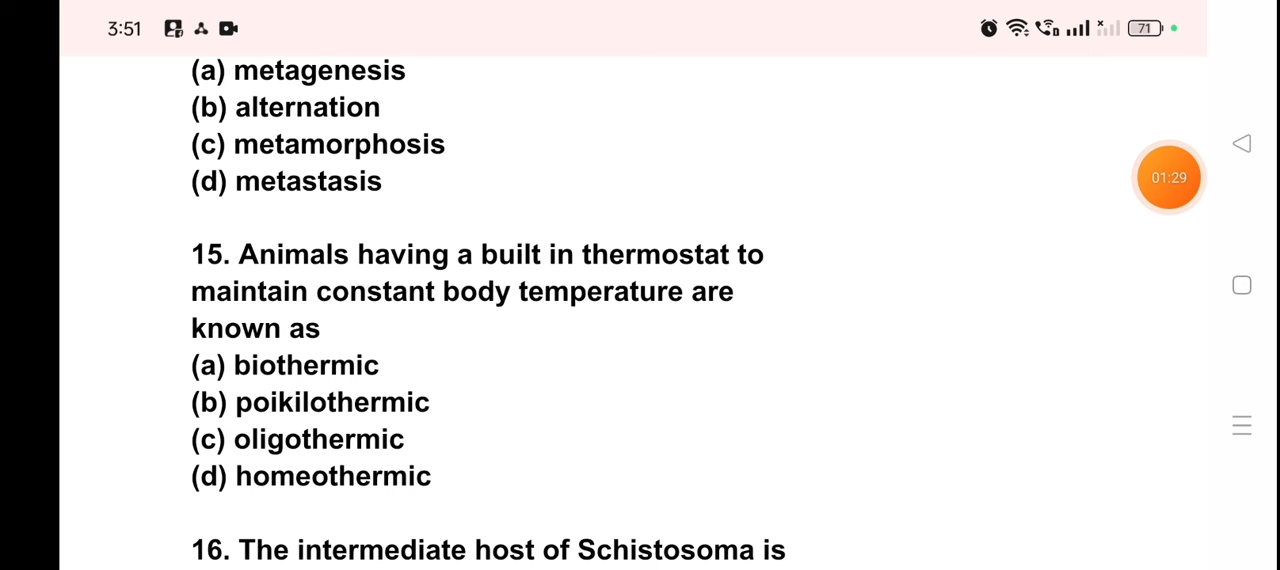 3:51
71
(a) metagenesis
(b) alternation
(c) metamorphosis
(d) metastasis
01:29
15. Animals having a built in thermostat to
maintain constant body temperature are
known as
(a) biothermic
(b) poikilothermic
(c) oligothermic
(d) homeothermic
16. The intermediate host of Schistosoma is